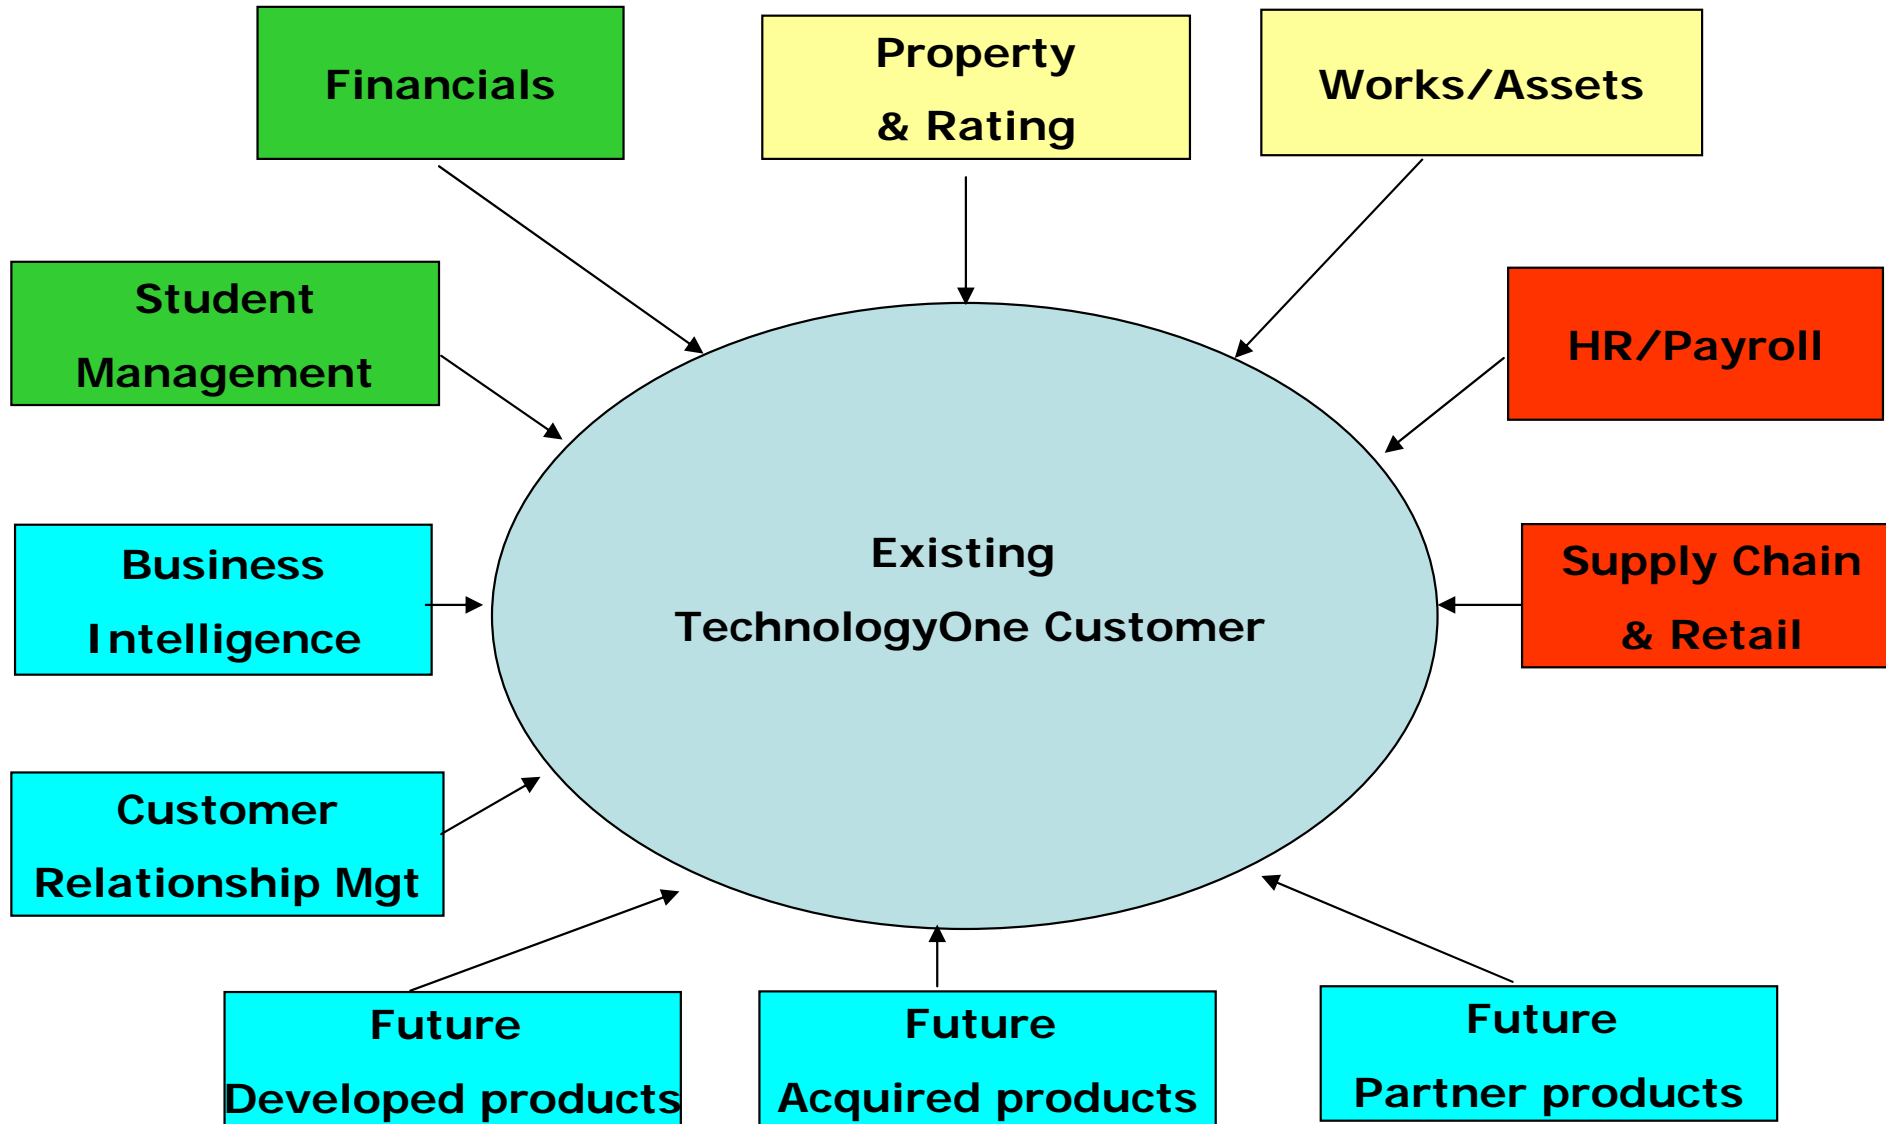 Financials
Property
& Rating
Works/Assets
Student
Management
HR/Payroll
Business
Intelligence
Existing
TechnologyOne Customer
Supply Chain
& Retail
Customer
Relationship Mgt
Future
Developed products
Future
Acquired products
Future
Partner products